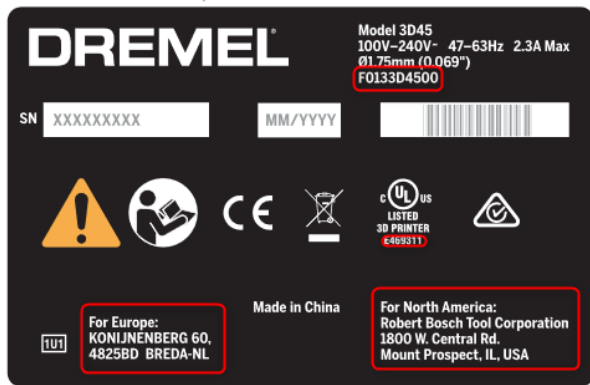 DREMEL
Model 3D45
100V–240V~ 47–63Hz 2.3A Max
Ø1.75mm (0.069")
F0133D4500
SN XXXXXXXXX
MM/YYYY
CE
C UL US
LISTED
3D PRINTER
E469311
Made in China
1U1
For Europe:
KONIJNENBERG 60,
4825BD BREDA-NL
For North America:
Robert Bosch Tool Corporation
1800 W. Central Rd.
Mount Prospect, IL, USA